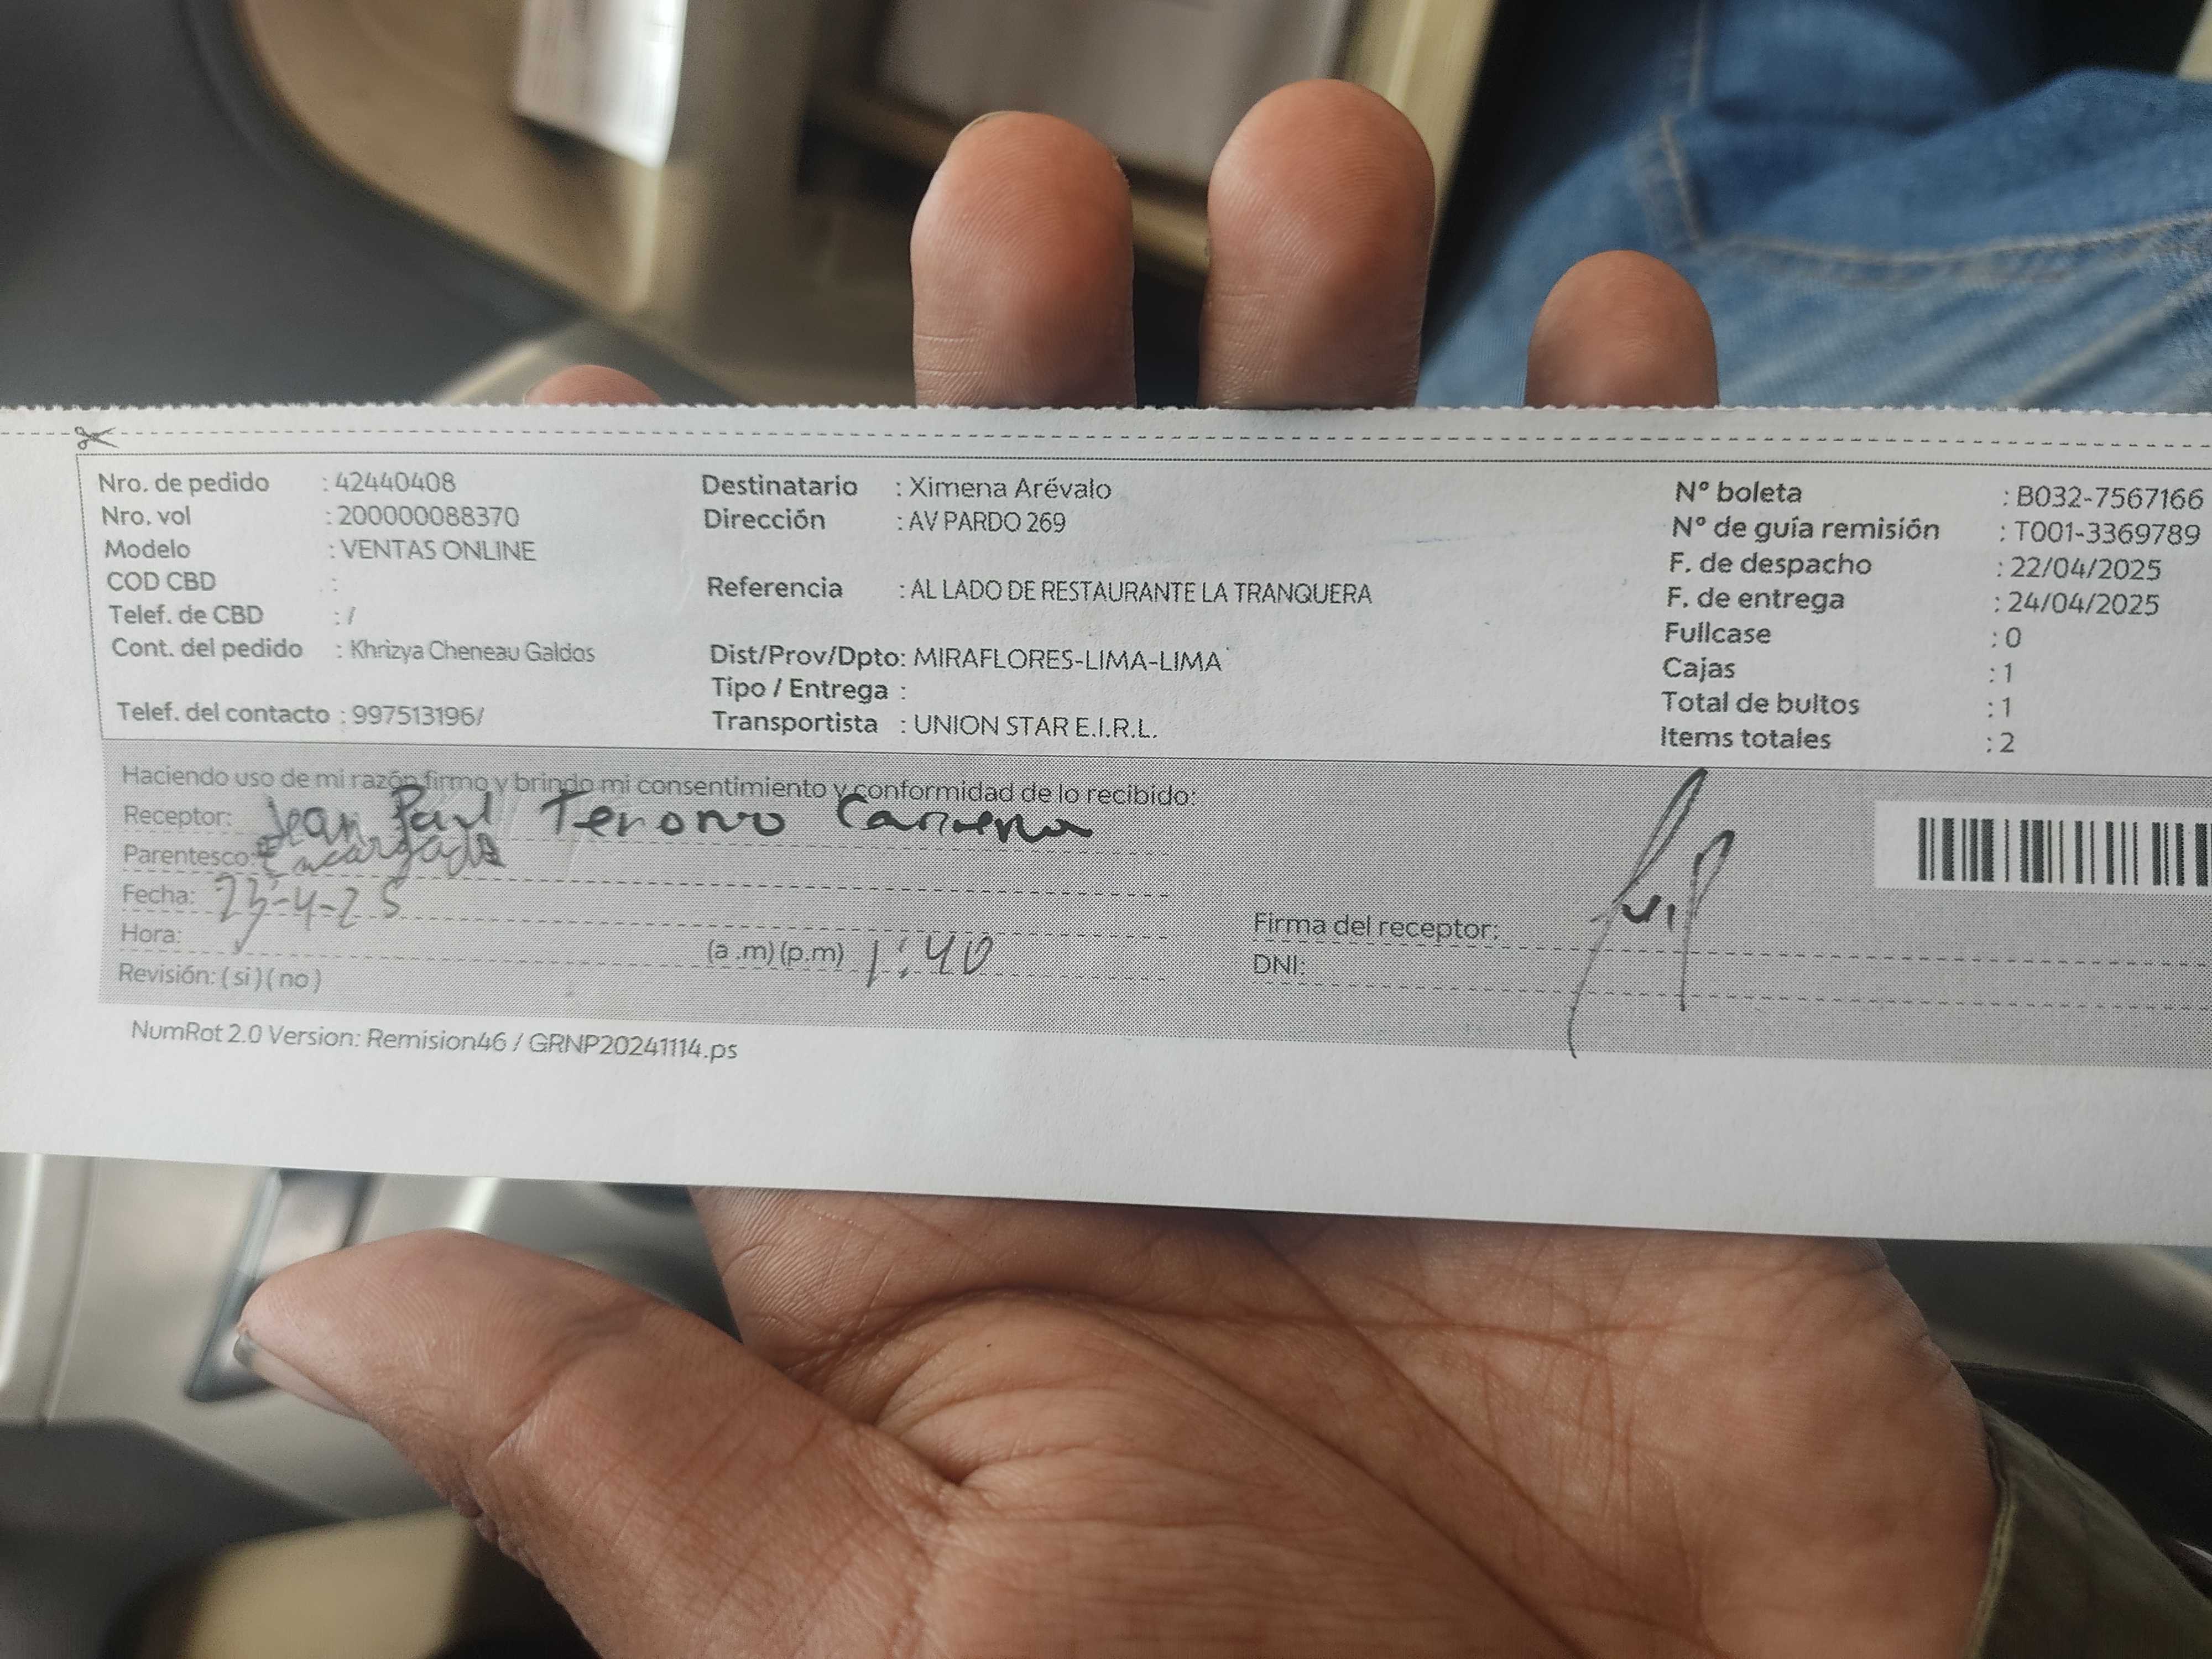 Nro. de pedido : 42440408
Nro. vol : 200000088370
Modelo : VENTAS ONLINE
COD CBD :
Telef. de CBD : /
Cont. del pedido : Khrizya Cheneau Galdos
Telef. del contacto : 997513196/
Destinatario : Ximena Arévalo
Dirección : AV PARDO 269
Referencia : AL LADO DE RESTAURANTE LA TRANQUERA
Dist/Prov/Dpto: MIRAFLORES-LIMA-LIMA
Tipo / Entrega :
Transportista : UNION STAR E.I.R.L.
N° boleta : B032-7567166
N° de guía remisión : T001-3369789
F. de despacho : 22/04/2025
F. de entrega : 24/04/2025
Fullcase : 0
Cajas : 1
Total de bultos : 1
Items totales : 2
Haciendo uso de mi razón firmo y brindo mi consentimiento y conformidad de lo recibido:
Receptor: Jean Paul
Parentesco: Encargado
Fecha: 23-4-25
Hora: (a .m) (p.m) 1:40
Revisión: ( si ) ( no )
Firma del receptor:
DNI:
NumRot 2.0 Version: Remision46 / GRNP20241114.ps